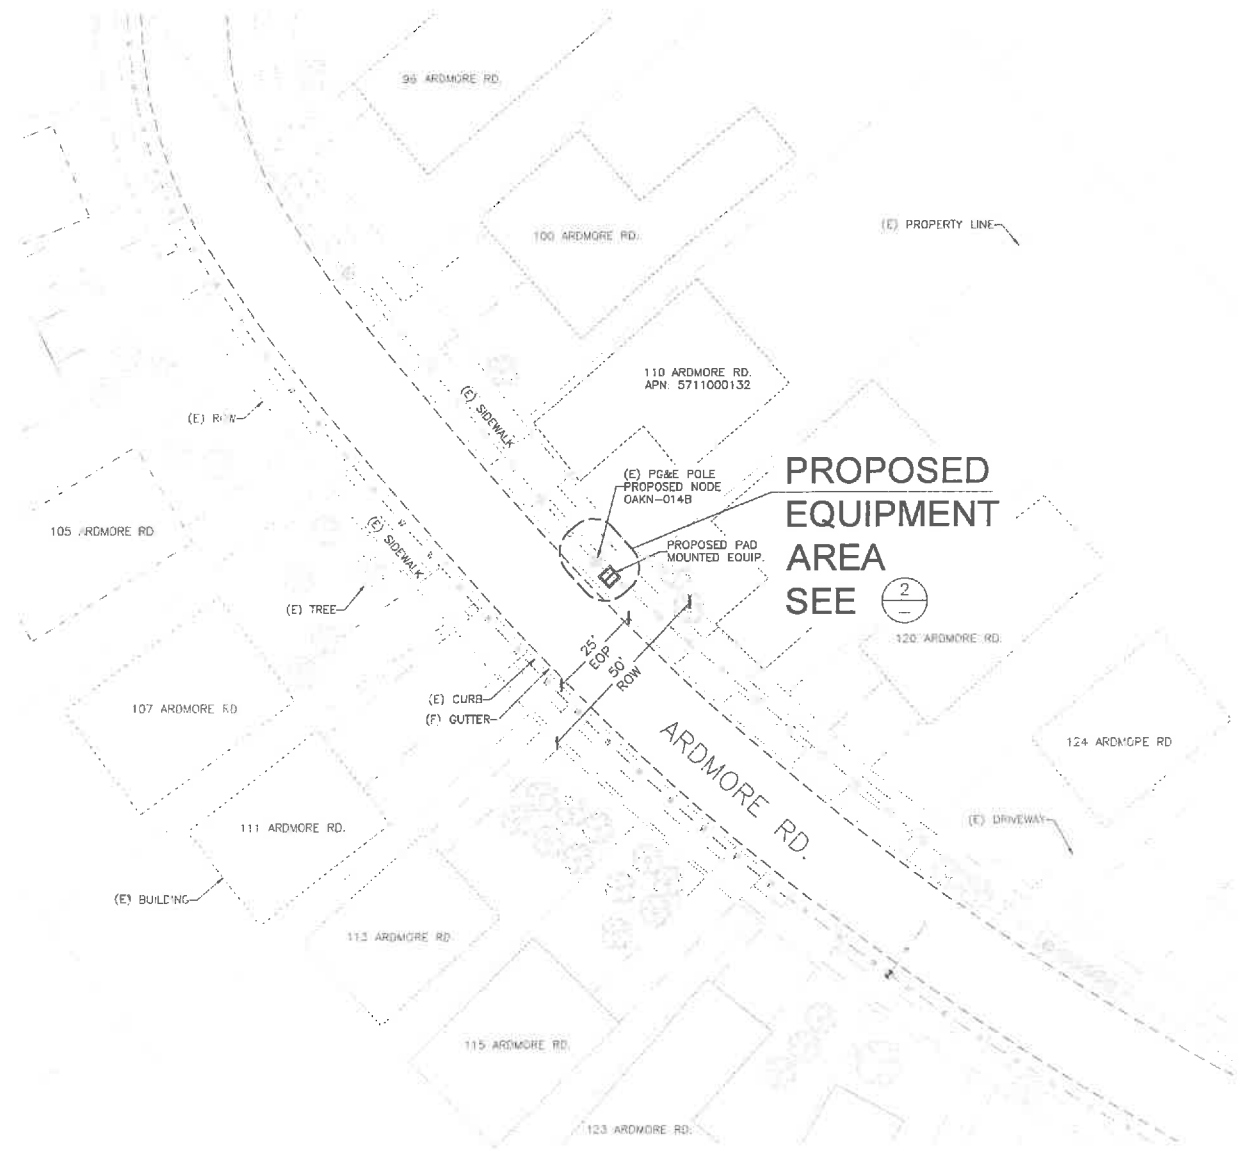 96 ARDMORE RD.
100 ARDMORE RD.
(E) PROPERTY LINE
110 ARDMORE RD.
APN: 5711000132
(E) SIDEWALK
(E) ROW
(E) PG&E POLE
PROPOSED NODE
OAKN-014B
PROPOSED
EQUIPMENT
AREA
SEE
2
–
PROPOSED PAD
MOUNTED EQUIP.
105 ARDMORE RD.
(E) SIDEWALK
(E) TREE
120 ARDMORE RD.
25'
EOP
50'
ROW
(E) CURB
(E) GUTTER
107 ARDMORE RD
124 ARDMORE RD
ARDMORE RD.
111 ARDMORE RD.
(E) DRIVEWAY
(E) BUILDING
113 ARDMORE RD.
115 ARDMORE RD.
123 ARDMORE RD.